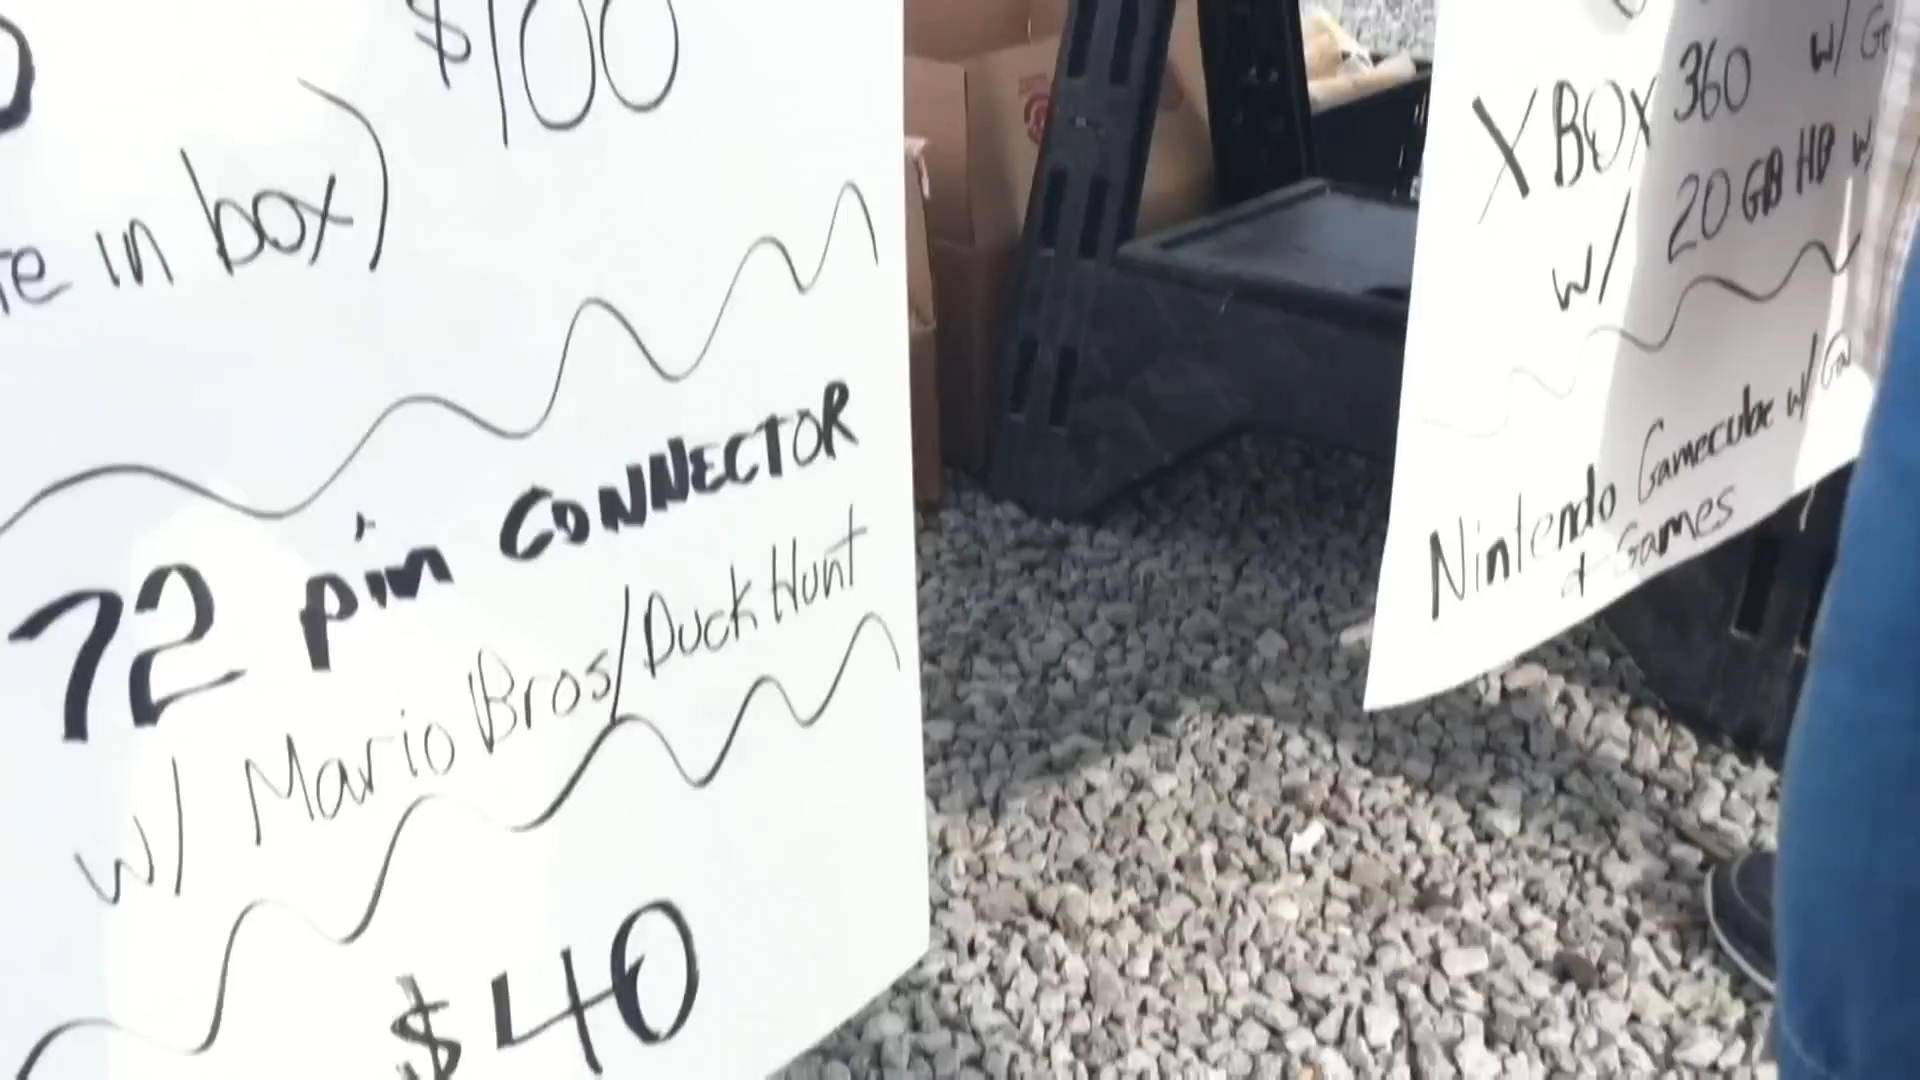 $100
in box)
72 pin CONNECTOR
w/ Mario Bros/Duck Hunt
$40
XBOX 360 w/
w/ 20 GB HD w/
Nintendo Gamecube w/
+ Games